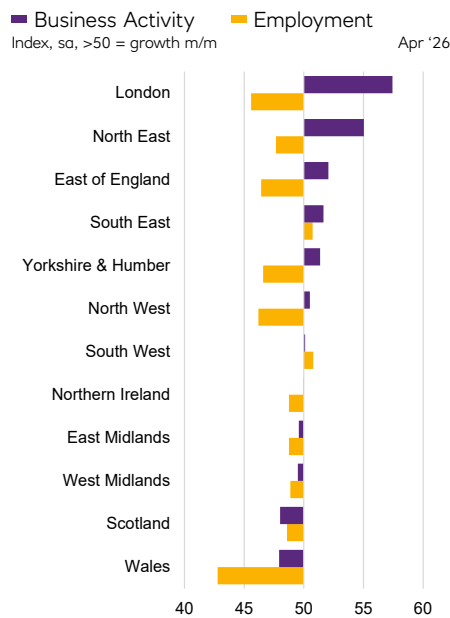 Business Activity Employment
Index, sa, >50 = growth m/m Apr ‘26
London
North East
East of England
South East
Yorkshire & Humber
North West
South West
Northern Ireland
East Midlands
West Midlands
Scotland
Wales
40 45 50 55 60